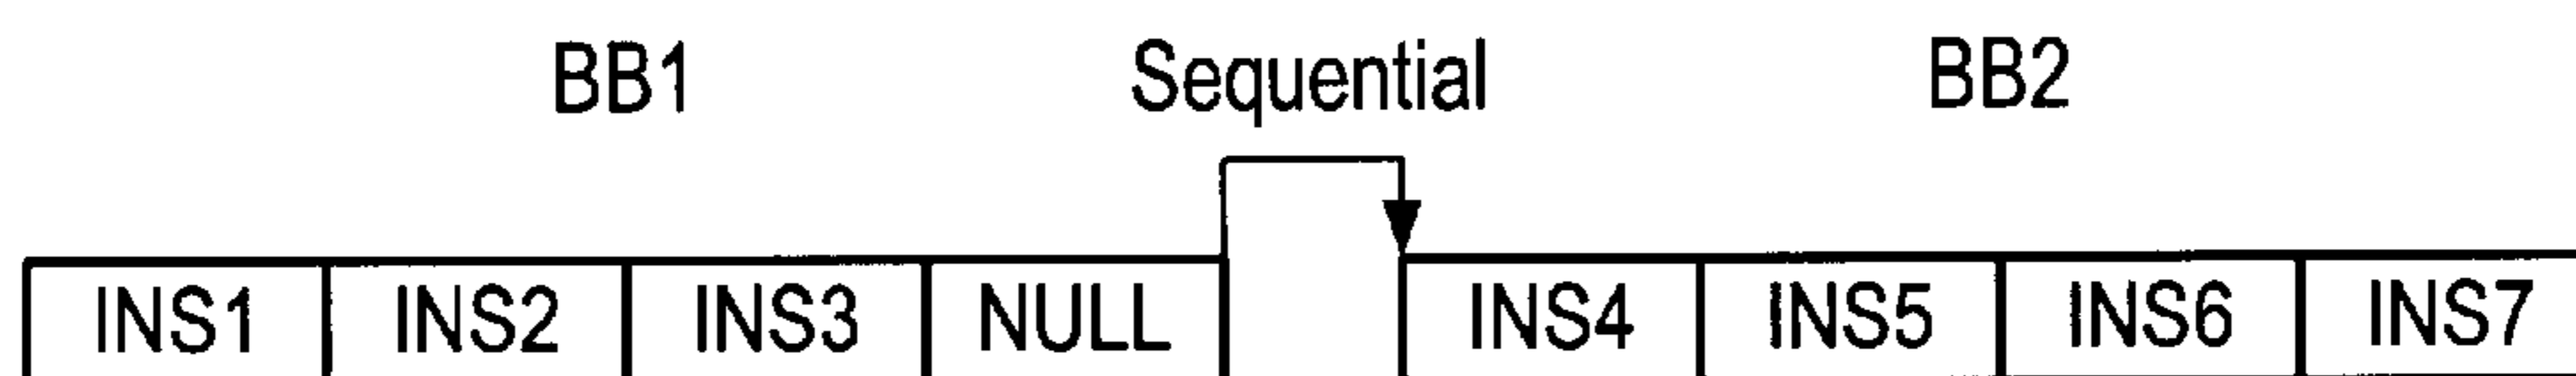 BB1 Sequential BB2
INS1 INS2 INS3 NULL INS4 INS5 INS6 INS7